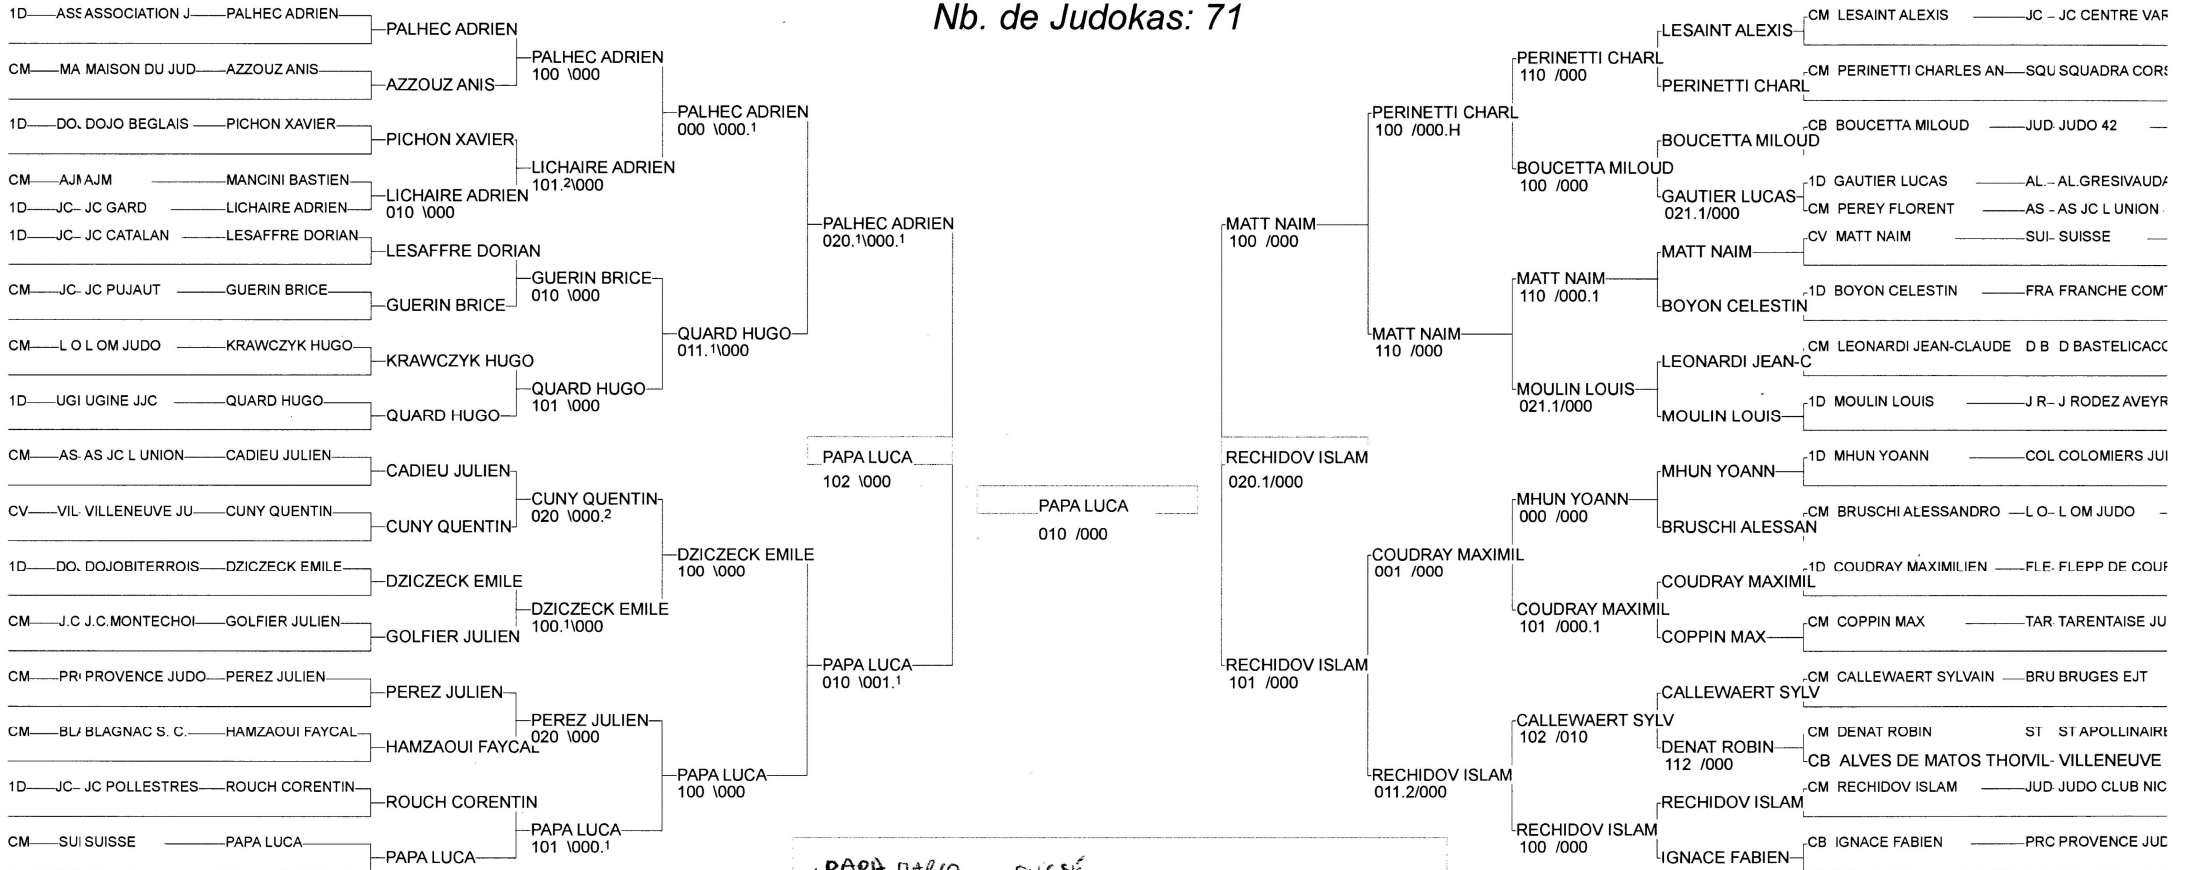 Nb. de Judokas: 71
1D ASS ASSOCIATION J PALHEC ADRIEN
CM MA MAISON DU JUD AZZOUZ ANIS
1D DO. DOJO BEGLAIS PICHON XAVIER
CM AJM AJM MANCINI BASTIEN
1D JC- JC GARD LICHAIRE ADRIEN
1D JC- JC CATALAN LESAFFRE DORIAN
CM JC- JC PUJAUT GUERIN BRICE
CM L O L OM JUDO KRAWCZYK HUGO
1D UGI UGINE JJC QUARD HUGO
CM AS- AS JC L UNION CADIEU JULIEN
CV VIL- VILLENEUVE JU CUNY QUENTIN
1D DO. DOJOBITERROIS DZICZECK EMILE
CM J.C J.C.MONTECHOI GOLFIER JULIEN
CM PR PROVENCE JUDO PEREZ JULIEN
CM BLA BLAGNAC S. C. HAMZAOUI FAYCAL
1D JC- JC POLLESTRES ROUCH CORENTIN
CM SUI SUISSE PAPA LUCA
PALHEC ADRIEN
AZZOUZ ANIS
PICHON XAVIER
LICHAIRE ADRIEN
010 \000
LESAFFRE DORIAN
GUERIN BRICE
KRAWCZYK HUGO
QUARD HUGO
CADIEU JULIEN
CUNY QUENTIN
DZICZECK EMILE
GOLFIER JULIEN
PEREZ JULIEN
HAMZAOUI FAYCAL
ROUCH CORENTIN
PAPA LUCA
PALHEC ADRIEN
100 \000
LICHAIRE ADRIEN
101.2\000
GUERIN BRICE
010 \000
QUARD HUGO
101 \000
CUNY QUENTIN
020 \000.2
DZICZECK EMILE
100.1\000
PEREZ JULIEN
020 \000
PAPA LUCA
101 \000.1
PALHEC ADRIEN
000 \000.1
QUARD HUGO
011.1\000
DZICZECK EMILE
100 \000
PAPA LUCA
100 \000
PALHEC ADRIEN
020.1\000.1
PAPA LUCA
102 \000
PAPA LUCA
010 \001.1
PAPA LUCA
010 /000
MATT NAIM
100 /000
RECHIDOV ISLAM
020.1/000
RECHIDOV ISLAM
101 /000
PERINETTI CHARL
100 /000.H
MATT NAIM
110 /000
COUDRAY MAXIMIL
001 /000
RECHIDOV ISLAM
011.2/000
PERINETTI CHARL
110 /000
BOUCETTA MILOUD
100 /000
MATT NAIM
110 /000.1
MOULIN LOUIS
021.1/000
MHUN YOANN
000 /000
COUDRAY MAXIMIL
101 /000.1
CALLEWAERT SYLV
102 /010
RECHIDOV ISLAM
100 /000
LESAINT ALEXIS
PERINETTI CHARL
BOUCETTA MILOUD
GAUTIER LUCAS
021.1/000
MATT NAIM
BOYON CELESTIN
LEONARDI JEAN-C
MOULIN LOUIS
MHUN YOANN
BRUSCHI ALESSAN
COUDRAY MAXIMIL
COPPIN MAX
CALLEWAERT SYLV
DENAT ROBIN
112 /000
RECHIDOV ISLAM
IGNACE FABIEN
CM LESAINT ALEXIS JC - JC CENTRE VAR
CM PERINETTI CHARLES AN SQU SQUADRA CORS
CB BOUCETTA MILOUD JUD JUDO 42
1D GAUTIER LUCAS AL. AL.GRESIVAUDA
CM PEREY FLORENT AS - AS JC L UNION
CV MATT NAIM SUI- SUISSE
1D BOYON CELESTIN FRA FRANCHE COMT
CM LEONARDI JEAN-CLAUDE D B D BASTELICACC
1D MOULIN LOUIS J R- J RODEZ AVEYR
1D MHUN YOANN COL COLOMIERS JUI
CM BRUSCHI ALESSANDRO L O- L OM JUDO
1D COUDRAY MAXIMILIEN FLE- FLEPP DE COUR
CM COPPIN MAX TAR TARENTAISE JU
CM CALLEWAERT SYLVAIN BRU BRUGES EJT
CM DENAT ROBIN ST ST APOLLINAIRE
CB ALVES DE MATOS THOM VIL- VILLENEUVE
CM RECHIDOV ISLAM JUD JUDO CLUB NIC
CB IGNACE FABIEN PRO PROVENCE JUD
PAPA